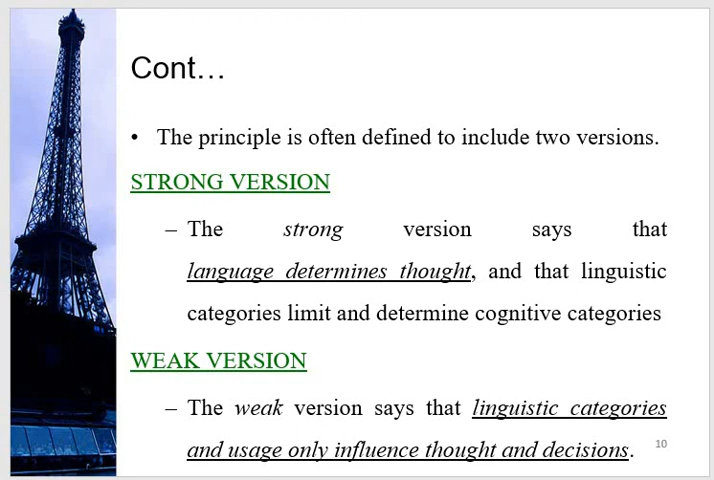 Cont…
• The principle is often defined to include two versions.
STRONG VERSION
– The strong version says that
language determines thought, and that linguistic
categories limit and determine cognitive categories
WEAK VERSION
– The weak version says that linguistic categories
and usage only influence thought and decisions.
10